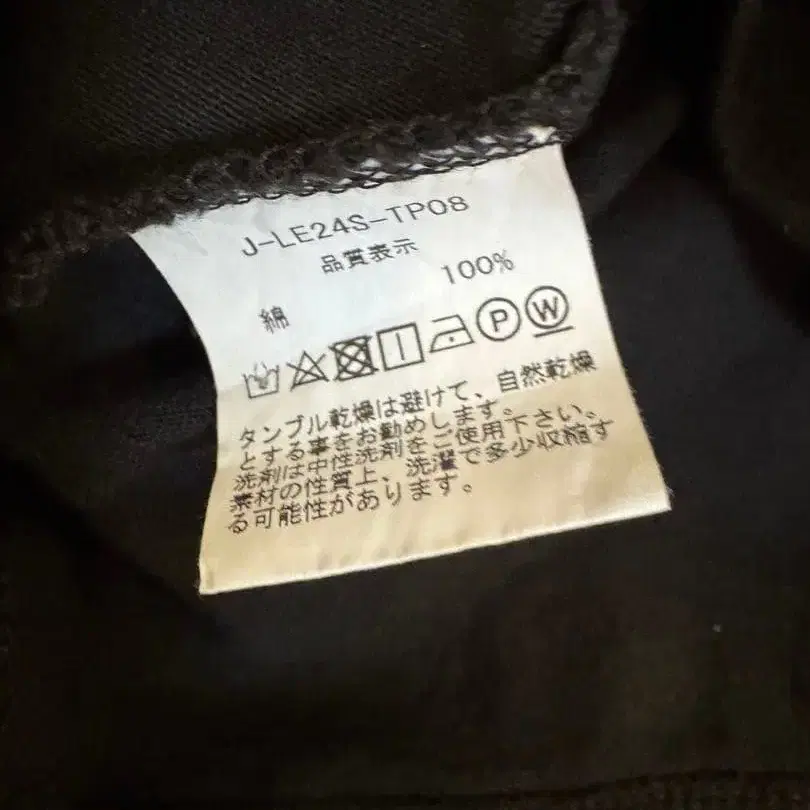 J-LE24S-TP08
品質表示
綿 100%
P W
タンブル乾燥は避けて、自然乾燥
とする事をお勧めします。
洗剤は中性洗剤をご使用下さい。
素材の性質上、洗濯で多少収縮す
る可能性があります。